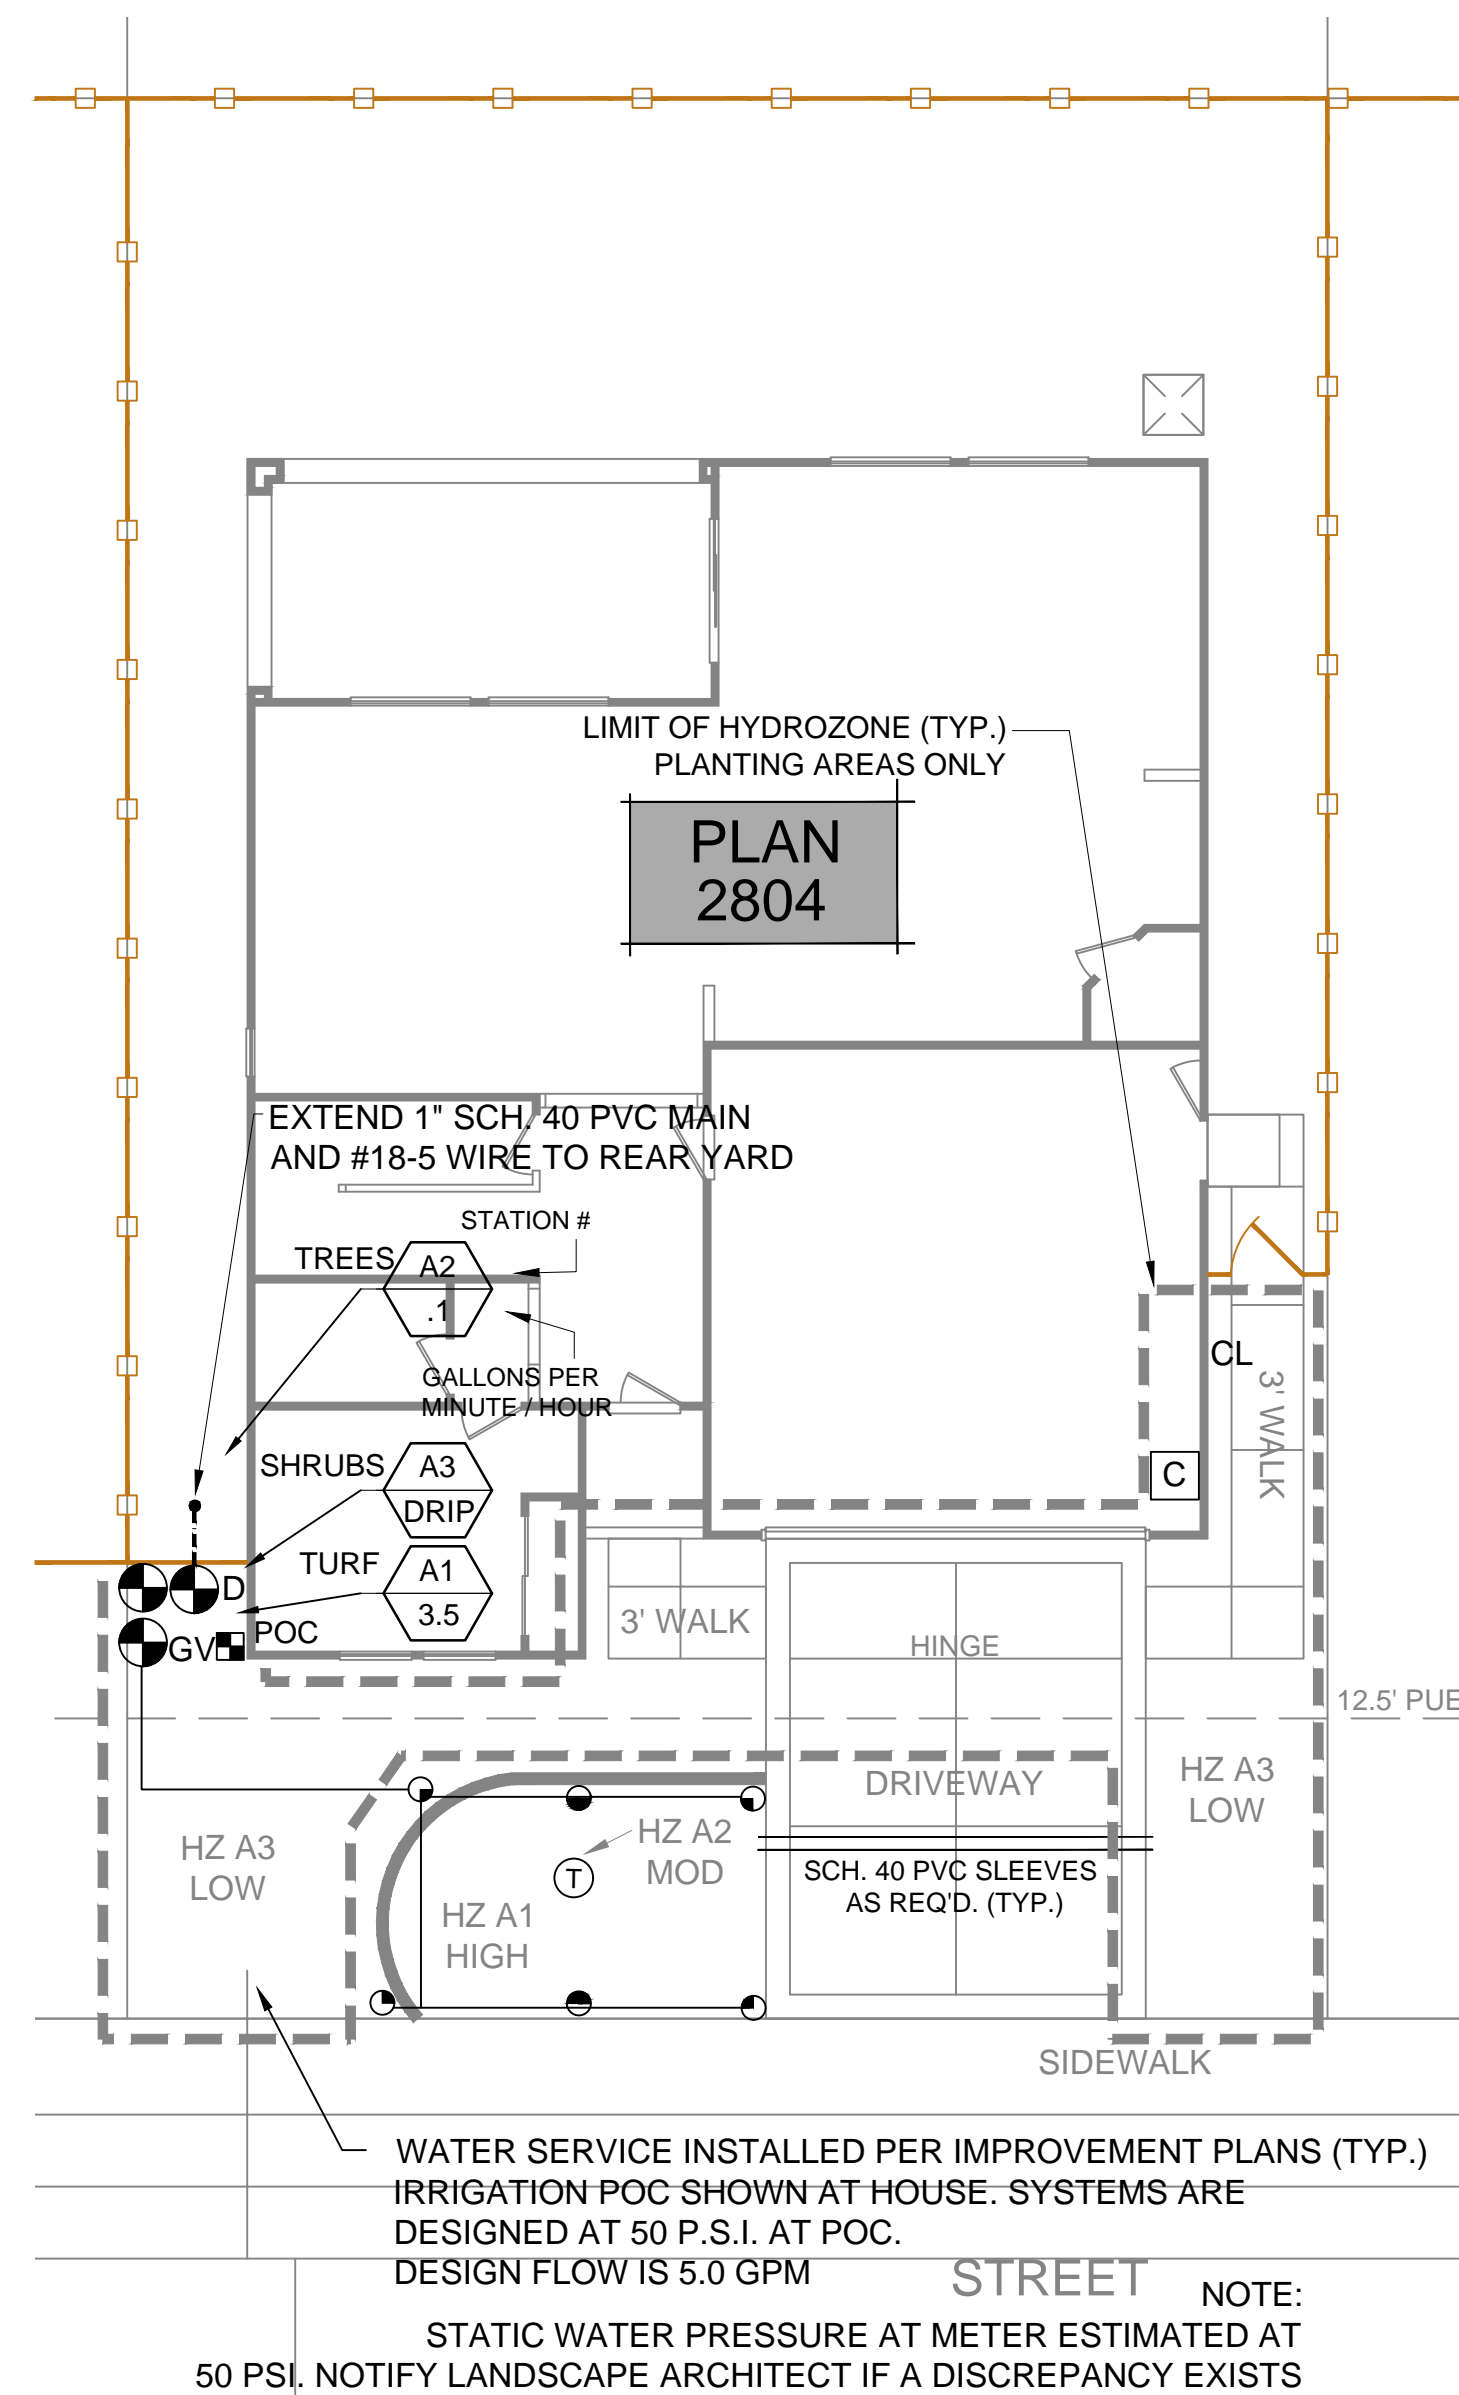 LIMIT OF HYDROZONE (TYP.)
PLANTING AREAS ONLY
PLAN
2804
EXTEND 1" SCH. 40 PVC MAIN
AND #18-5 WIRE TO REAR YARD
STATION #
TREES
A2
.1
GALLONS PER
MINUTE / HOUR
CL
3' WALK
SHRUBS
A3
DRIP
C
TURF
A1
3.5
D
POC
GV
3' WALK
HINGE
12.5' PUE
DRIVEWAY
HZ A3
LOW
HZ A2
MOD
T
HZ A3
LOW
SCH. 40 PVC SLEEVES
AS REQ'D. (TYP.)
HZ A1
HIGH
SIDEWALK
WATER SERVICE INSTALLED PER IMPROVEMENT PLANS (TYP.)
IRRIGATION POC SHOWN AT HOUSE. SYSTEMS ARE
DESIGNED AT 50 P.S.I. AT POC.
DESIGN FLOW IS 5.0 GPM
STREET
NOTE:
STATIC WATER PRESSURE AT METER ESTIMATED AT
50 PSI. NOTIFY LANDSCAPE ARCHITECT IF A DISCREPANCY EXISTS